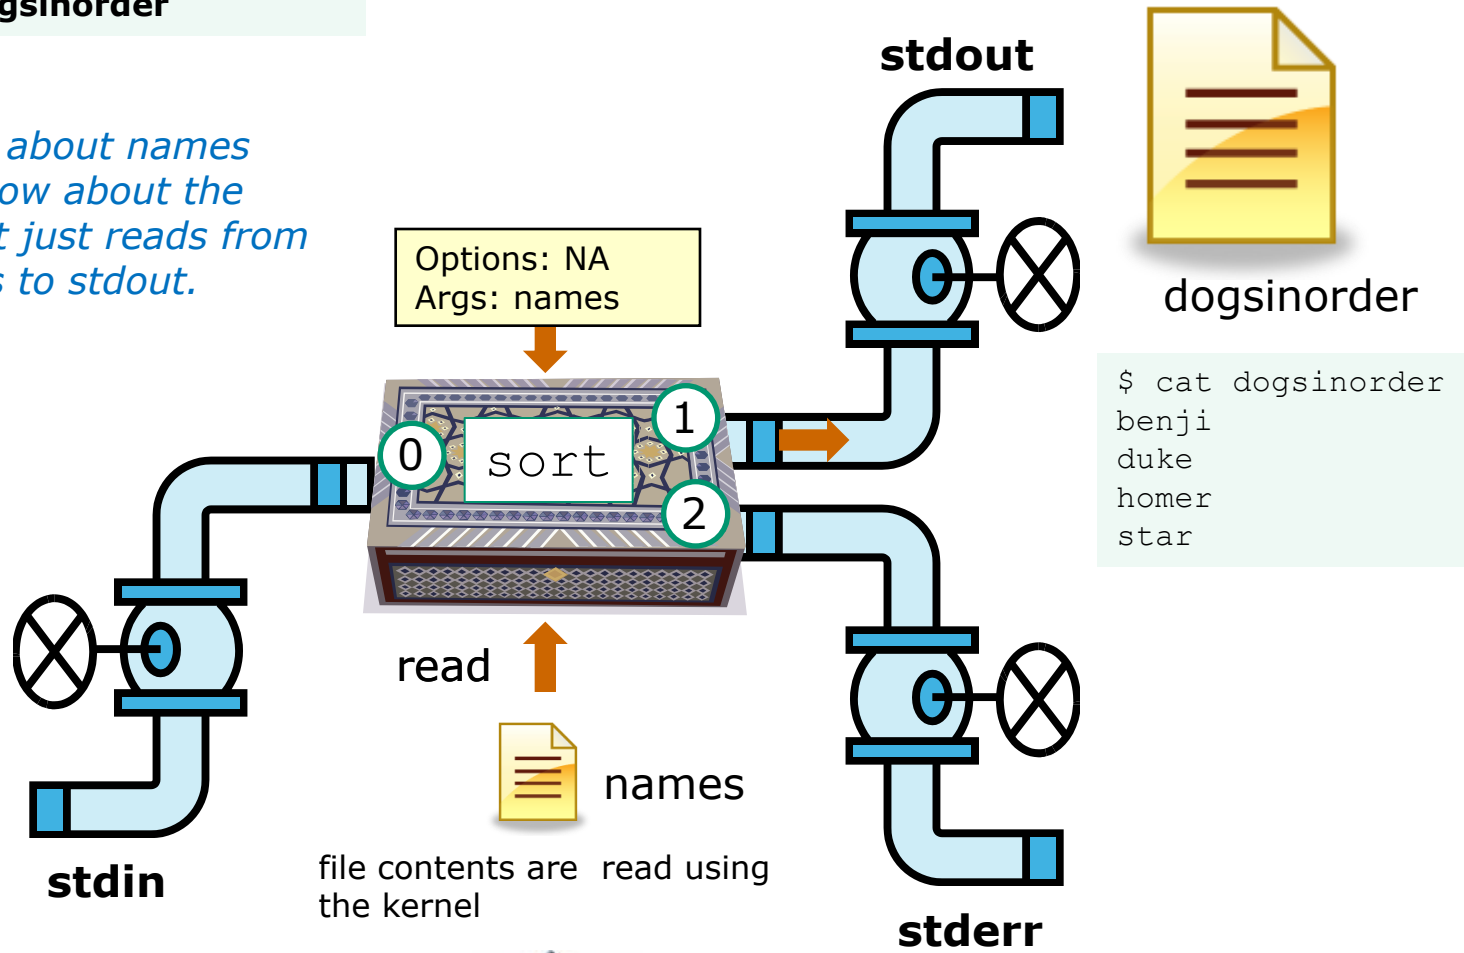 gsinorder
about names
ow about the
t just reads from
s to stdout.
stdout
Options: NA
Args: names
dogsinorder
$ cat dogsinorder
benji
duke
homer
star
0
1
sort
2
read
names
stdin
file contents are  read using
the kernel
stderr